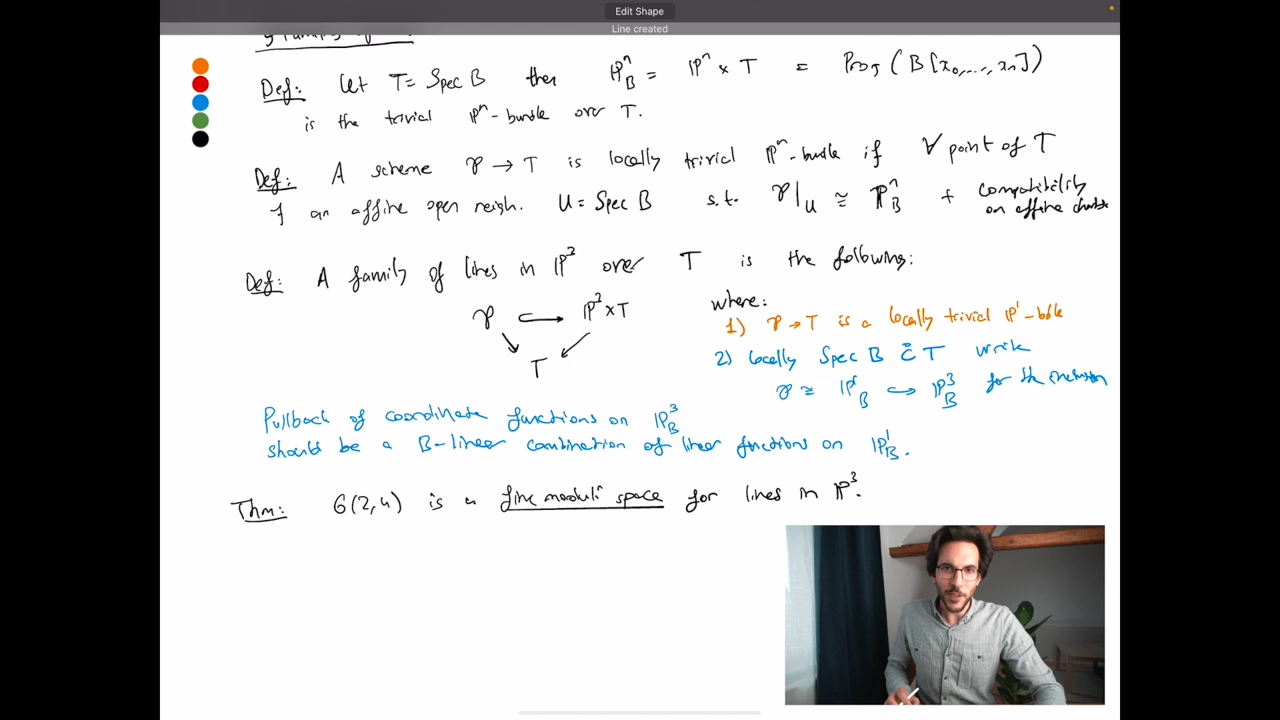 Edit Shape
Line created
Def: Let T = Spec B then ℙⁿ_B = ℙⁿ × T = Proj (B[x₀,...,xₙ])
is the trivial ℙⁿ-bundle over T.
Def: A scheme 𝒫 → T is locally trivial ℙⁿ-bundle if ∀ point of T
∃ an affine open neigh. U = Spec B s.t. 𝒫|_U ≅ ℙⁿ_B + compatibility
on affine charts
Def: A family of lines in ℙ³ over T is the following:
𝒫 ↪ ℙ³ × T
T
where:
1) 𝒫 → T is a locally trivial ℙ¹-bdle
2) locally Spec B ⊂ T write
𝒫 ≅ ℙ¹_B ↪ ℙ³_B for the inclusion
Pullback of coordinate functions on ℙ³_B
should be a B-linear combination of linear functions on ℙ¹_B.
Thm: G(2,4) is a fine moduli space for lines in ℙ³.